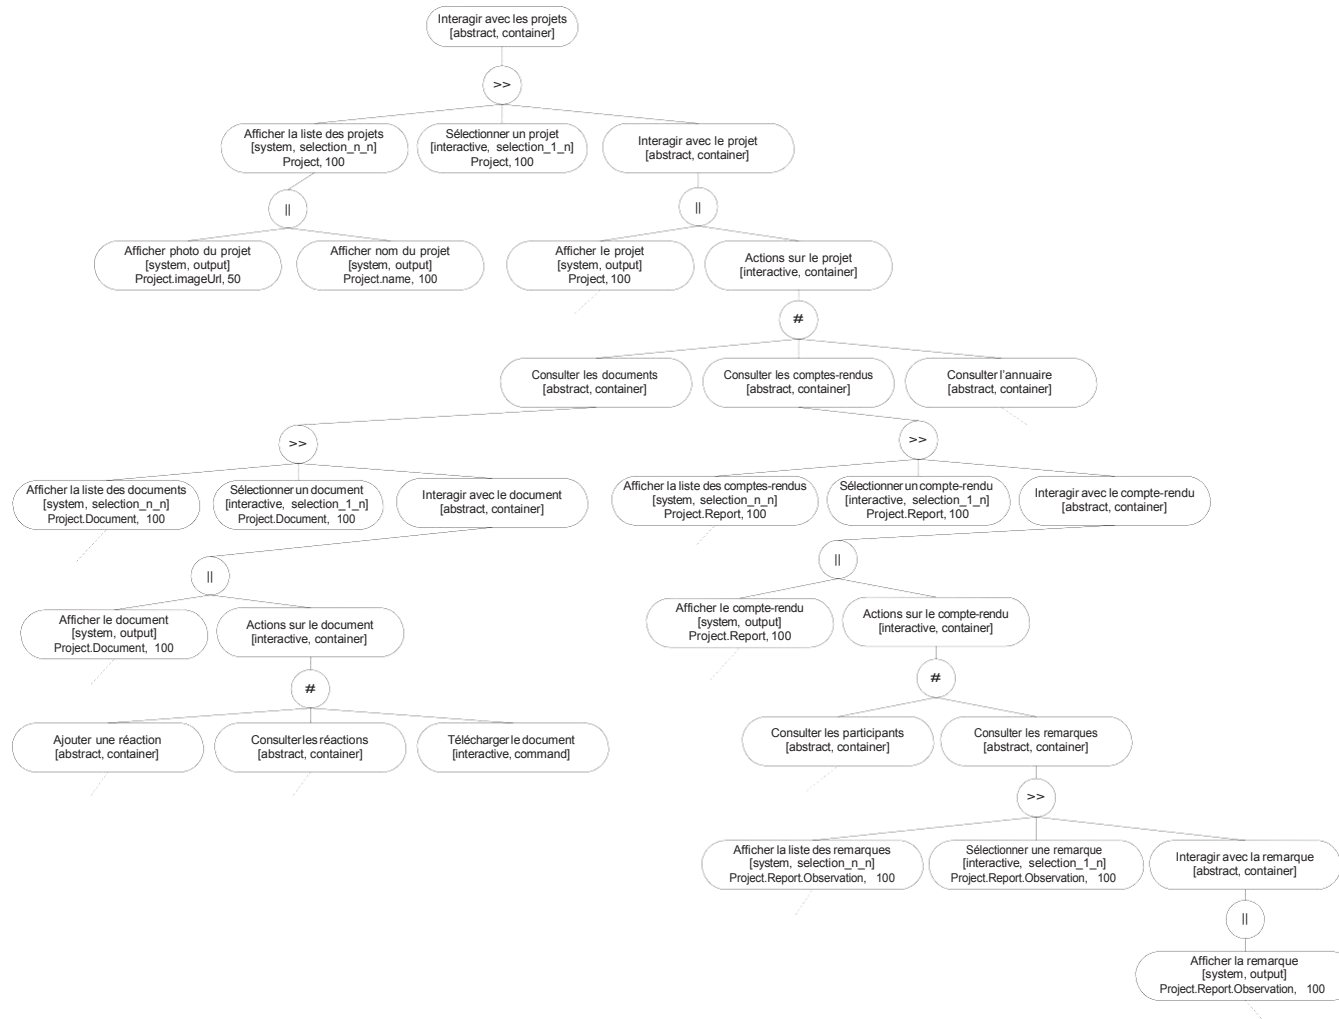 Interagir avec les projets
[abstract, container]
>>
Afficher la liste des projets
[system, selection_n_n]
Project, 100
Sélectionner un projet
[interactive, selection_1_n]
Project, 100
Interagir avec le projet
[abstract, container]
||
||
Afficher photo du projet
[system, output]
Project.imageUrl, 50
Afficher nom du projet
[system, output]
Project.name, 100
Afficher le projet
[system, output]
Project, 100
Actions sur le projet
[interactive, container]
#
Consulter les documents
[abstract, container]
Consulter les comptes-rendus
[abstract, container]
Consulter l'annuaire
[abstract, container]
>>
>>
Afficher la liste des documents
[system, selection_n_n]
Project.Document, 100
Sélectionner un document
[interactive, selection_1_n]
Project.Document, 100
Interagir avec le document
[abstract, container]
Afficher la liste des comptes-rendus
[system, selection_n_n]
Project.Report, 100
Sélectionner un compte-rendu
[interactive, selection_1_n]
Project.Report, 100
Interagir avec le compte-rendu
[abstract, container]
||
||
Afficher le document
[system, output]
Project.Document, 100
Actions sur le document
[interactive, container]
Afficher le compte-rendu
[system, output]
Project.Report, 100
Actions sur le compte-rendu
[interactive, container]
#
#
Ajouter une réaction
[abstract, container]
Consulter les réactions
[abstract, container]
Télécharger le document
[interactive, command]
Consulter les participants
[abstract, container]
Consulter les remarques
[abstract, container]
>>
Afficher la liste des remarques
[system, selection_n_n]
Project.Report.Observation, 100
Sélectionner une remarque
[interactive, selection_1_n]
Project.Report.Observation, 100
Interagir avec la remarque
[abstract, container]
||
Afficher la remarque
[system, output]
Project.Report.Observation, 100